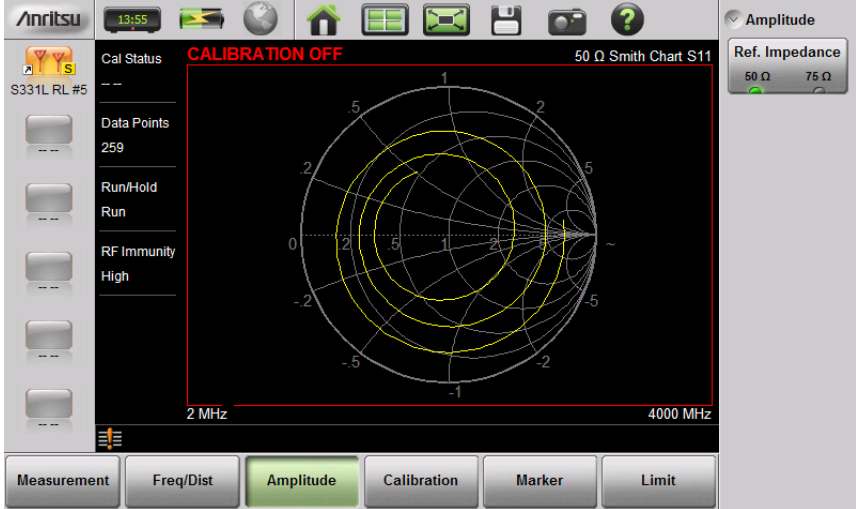 Anritsu
13:55
?
Amplitude
S
S331L RL #5
Cal Status
-- --
CALIBRATION OFF
50 Ω Smith Chart S11
Ref. Impedance
50 Ω 75 Ω
Data Points
259
Run/Hold
Run
RF Immunity
High
-- --
-- --
-- --
-- --
-- --
1
.5
2
.2
5
0
.2
.5
1
2
5
~
-.2
-5
-.5
-2
-1
2 MHz
4000 MHz
Measurement
Freq/Dist
Amplitude
Calibration
Marker
Limit